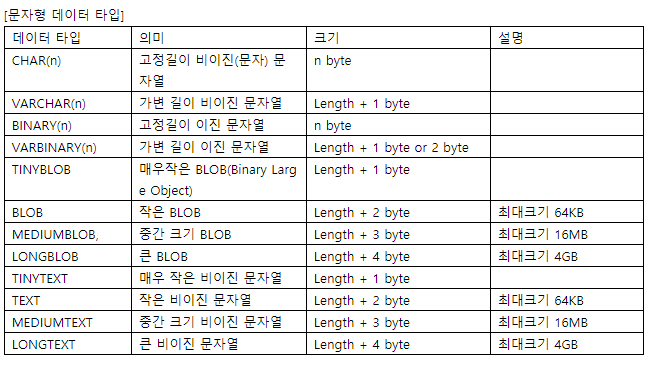 [문자형 데이터 타입]
데이터 타입 의미 크기 설명
CHAR(n) 고정길이 비이진(문자) 문 n byte
자열
VARCHAR(n) 가변 길이 비이진 문자열 Length + 1 byte
BINARY(n) 고정길이 이진 문자열 n byte
VARBINARY(n) 가변 길이 이진 문자열 Length + 1 byte or 2 byte
TINYBLOB 매우작은 BLOB(Binary Larg Length + 1 byte
e Object)
BLOB 작은 BLOB Length + 2 byte 최대크기 64KB
MEDIUMBLOB, 중간 크기 BLOB Length + 3 byte 최대크기 16MB
LONGBLOB 큰 BLOB Length + 4 byte 최대크기 4GB
TINYTEXT 매우 작은 비이진 문자열 Length + 1 byte
TEXT 작은 비이진 문자열 Length + 2 byte 최대크기 64KB
MEDIUMTEXT 중간 크기 비이진 문자열 Length + 3 byte 최대크기 16MB
LONGTEXT 큰 비이진 문자열 Length + 4 byte 최대크기 4GB